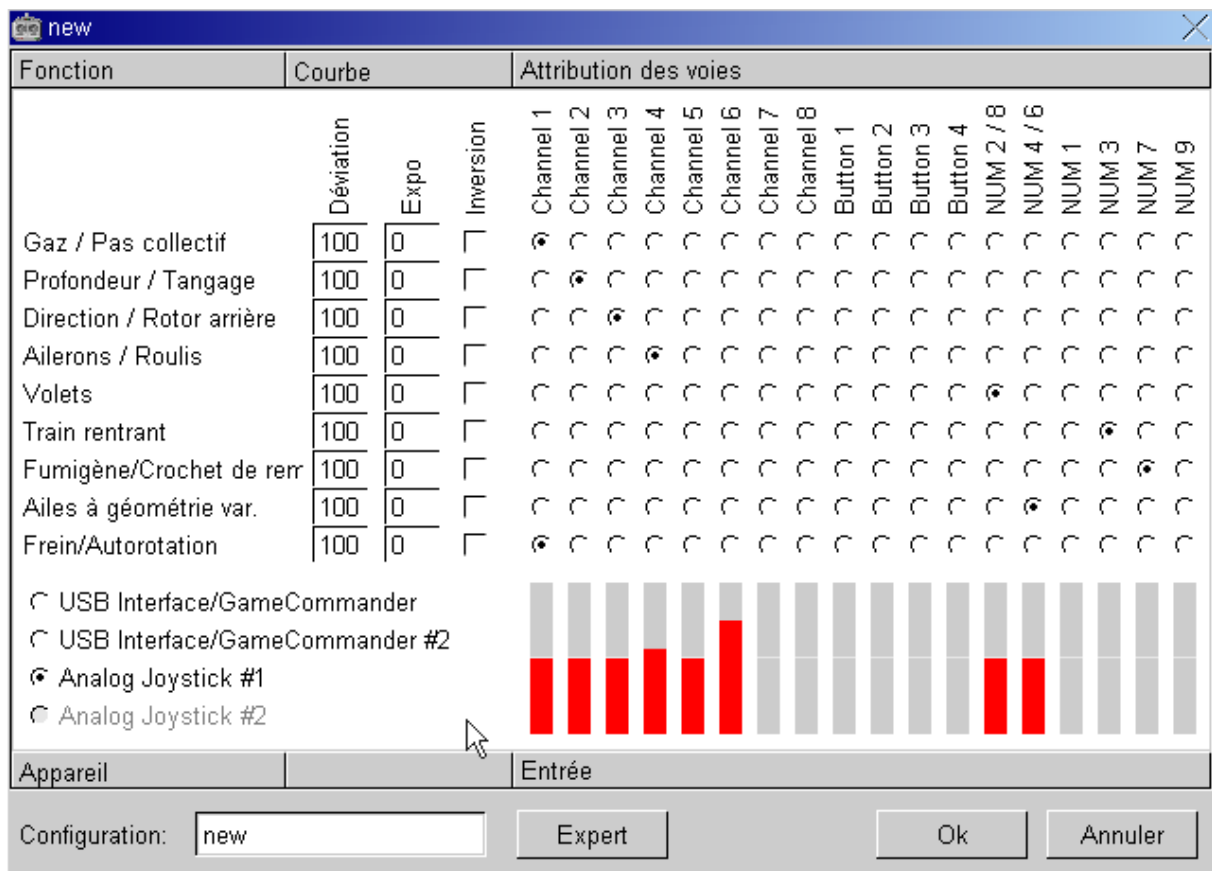 new
Fonction Courbe Attribution des voies
Déviation Expo Inversion Channel 1 Channel 2 Channel 3 Channel 4 Channel 5 Channel 6 Channel 7 Channel 8 Button 1 Button 2 Button 3 Button 4 NUM 2 / 8 NUM 4 / 6 NUM 1 NUM 3 NUM 7 NUM 9
Gaz / Pas collectif 100 0
Profondeur / Tangage 100 0
Direction / Rotor arrière 100 0
Ailerons / Roulis 100 0
Volets 100 0
Train rentrant 100 0
Fumigène/Crochet de rem 100 0
Ailes à géométrie var. 100 0
Frein/Autorotation 100 0
USB Interface/GameCommander
USB Interface/GameCommander #2
Analog Joystick #1
Analog Joystick #2
Appareil Entrée
Configuration: new Expert Ok Annuler